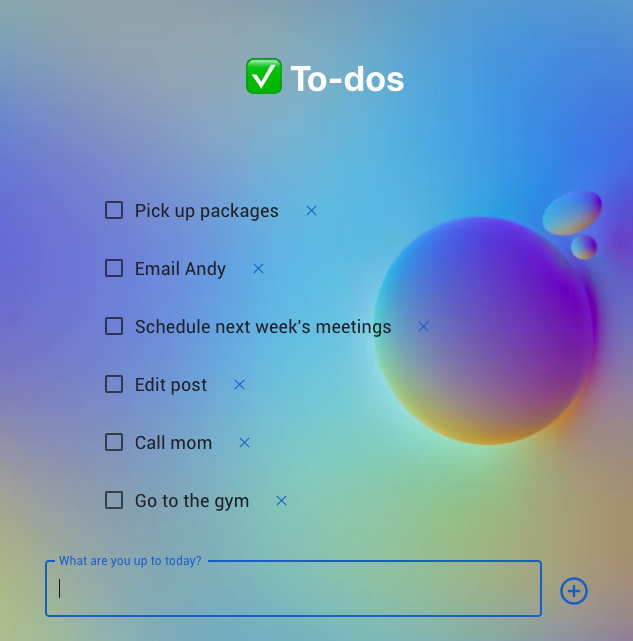 ✅ To-dos
Pick up packages
Email Andy
Schedule next week's meetings
Edit post
Call mom
Go to the gym
What are you up to today?